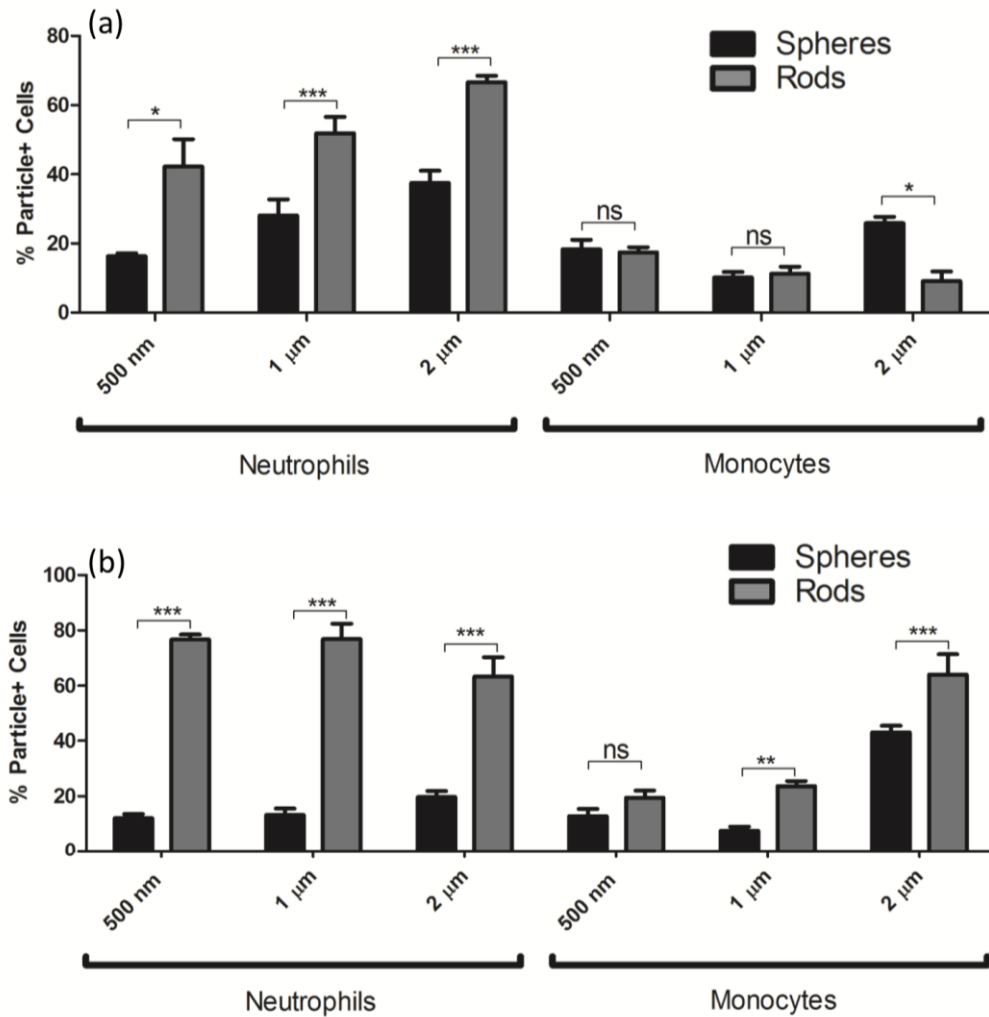 (a)
Spheres
Rods
% Particle+ Cells
80
60
40
20
0
*
***
***
ns
ns
*
500 nm
1 μm
2 μm
500 nm
1 μm
2 μm
Neutrophils
Monocytes
(b)
Spheres
Rods
% Particle+ Cells
100
80
60
40
20
0
***
***
***
ns
**
***
500 nm
1 μm
2 μm
500 nm
1 μm
2 μm
Neutrophils
Monocytes